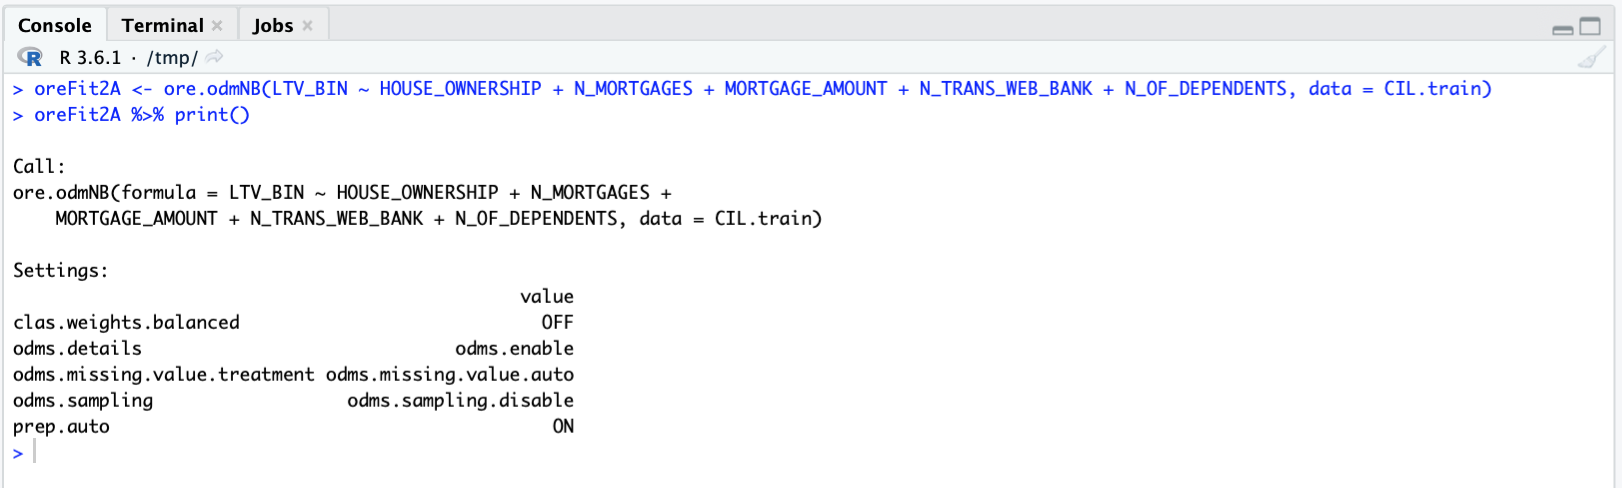 Console Terminal × Jobs ×
R R 3.6.1 · /tmp/
> oreFit2A <- ore.odmNB(LTV_BIN ~ HOUSE_OWNERSHIP + N_MORTGAGES + MORTGAGE_AMOUNT + N_TRANS_WEB_BANK + N_OF_DEPENDENTS, data = CIL.train)
> oreFit2A %>% print()
Call:
ore.odmNB(formula = LTV_BIN ~ HOUSE_OWNERSHIP + N_MORTGAGES +
    MORTGAGE_AMOUNT + N_TRANS_WEB_BANK + N_OF_DEPENDENTS, data = CIL.train)
Settings:
                                               value
clas.weights.balanced                            OFF
odms.details                             odms.enable
odms.missing.value.treatment odms.missing.value.auto
odms.sampling                  odms.sampling.disable
prep.auto                                         ON
>